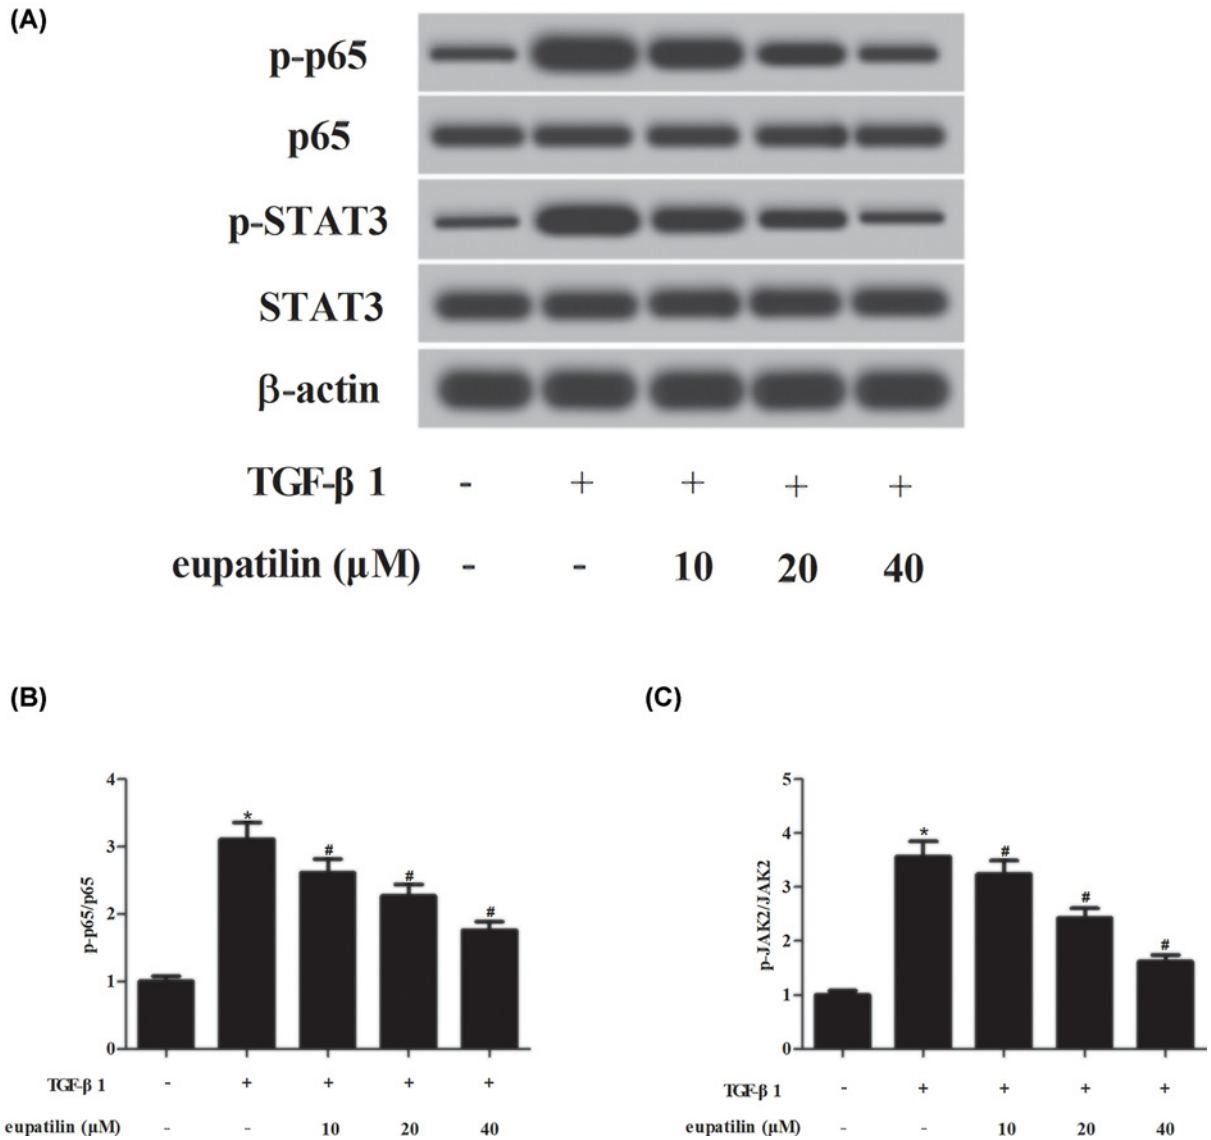 (A)
p-p65
p65
p-STAT3
STAT3
β-actin
TGF-β 1 - + + + +
eupatilin (μM) - - 10 20 40
(B)
4
3
2
1
0
p-p65/p65
* # # #
TGF-β 1 - + + + +
eupatilin (μM) - - 10 20 40
(C)
5
4
3
2
1
0
p-JAK2/JAK2
* # # #
TGF-β 1 - + + + +
eupatilin (μM) - - 10 20 40